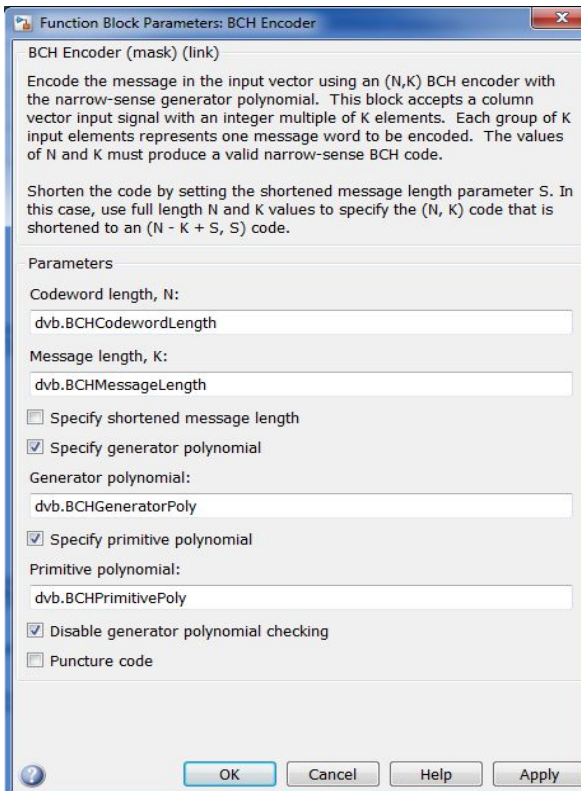 Function Block Parameters: BCH Encoder
BCH Encoder (mask) (link)
Encode the message in the input vector using an (N,K) BCH encoder with
the narrow-sense generator polynomial. This block accepts a column
vector input signal with an integer multiple of K elements. Each group of K
input elements represents one message word to be encoded. The values
of N and K must produce a valid narrow-sense BCH code.
Shorten the code by setting the shortened message length parameter S. In
this case, use full length N and K values to specify the (N, K) code that is
shortened to an (N - K + S, S) code.
Parameters
Codeword length, N:
dvb.BCHCodewordLength
Message length, K:
dvb.BCHMessageLength
Specify shortened message length
Specify generator polynomial
Generator polynomial:
dvb.BCHGeneratorPoly
Specify primitive polynomial
Primitive polynomial:
dvb.BCHPrimitivePoly
Disable generator polynomial checking
Puncture code
OK Cancel Help Apply